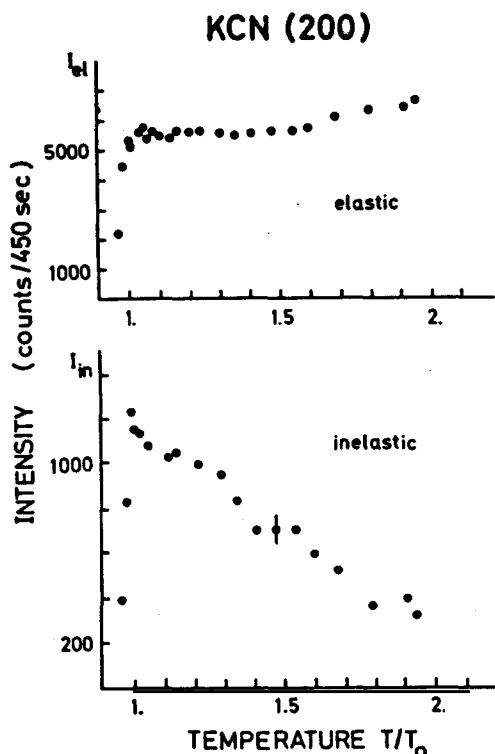 KCN (200)
I_el
5000
1000
elastic
1.
1.5
2.
INTENSITY (counts/450 sec)
I_in
1000
200
inelastic
1.
1.5
2.
TEMPERATURE T/T_o